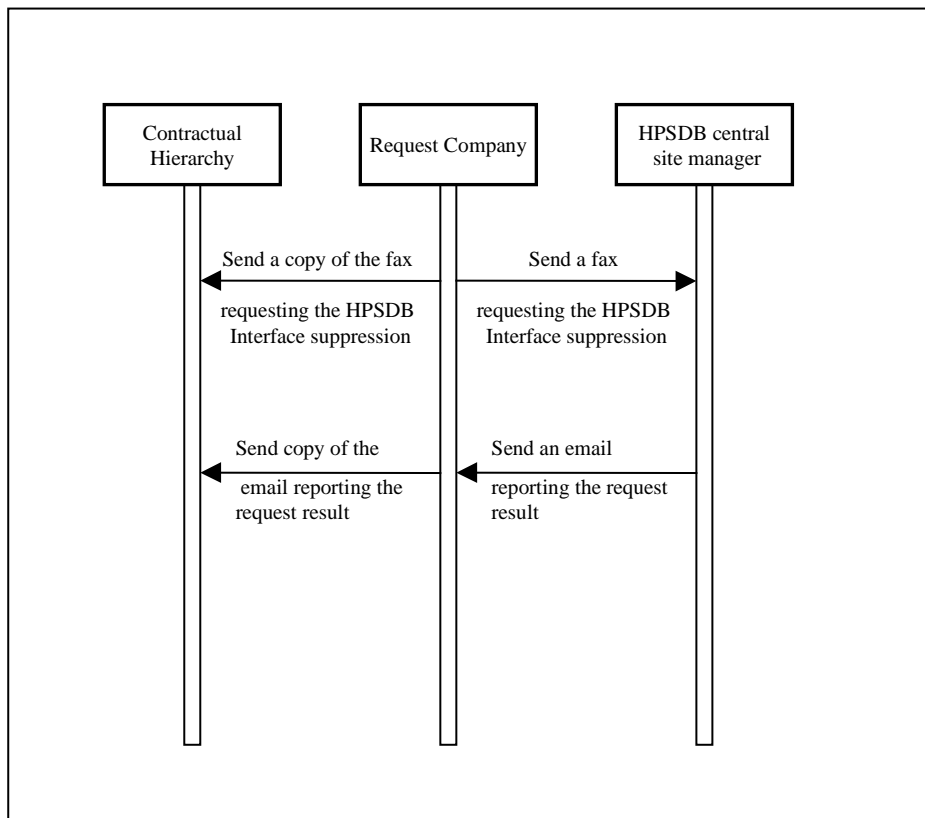 Contractual
Hierarchy
Request Company
HPSDB central
site manager
Send a copy of the fax
requesting the HPSDB
Interface suppression
Send a fax
requesting the HPSDB
Interface suppression
Send copy of the
email reporting the
request result
Send an email
reporting the request
result